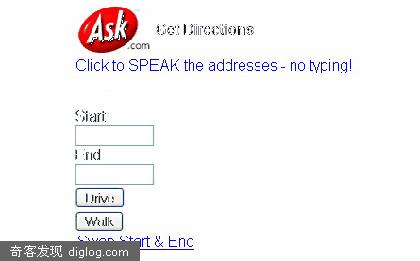 Ask.com Get Directions
Click to SPEAK the addresses - no typing!
Start
End
Drive
Walk
Swap Start & End
奇客发现 diglog.com